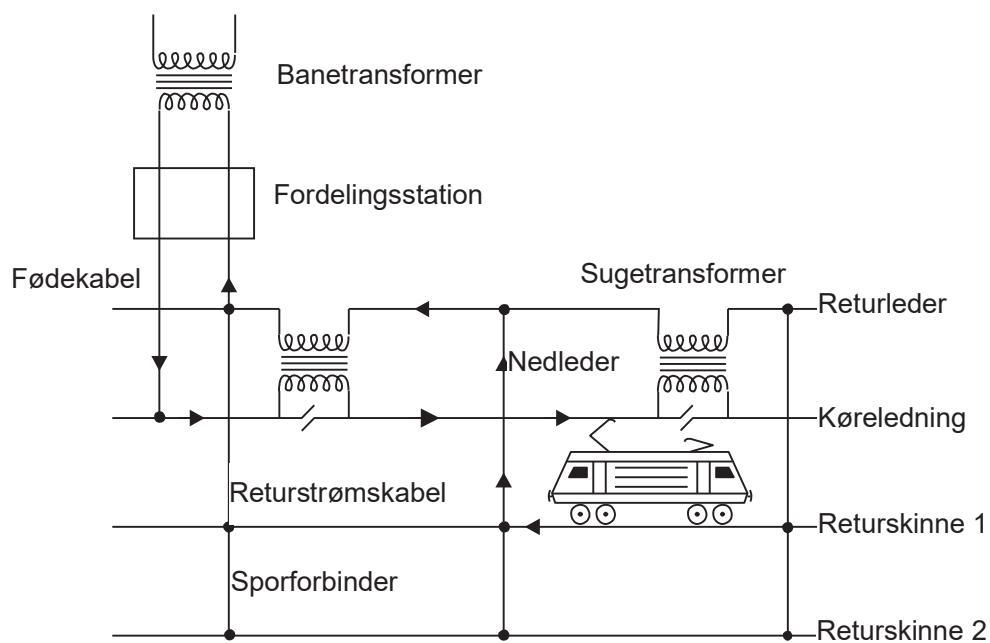 Banetransformer
Fordelingsstation
Fødekabel
Sugetransformer
Returleder
Nedleder
Køreledning
Returstrømskabel
Returskinne 1
Sporforbinder
Returskinne 2